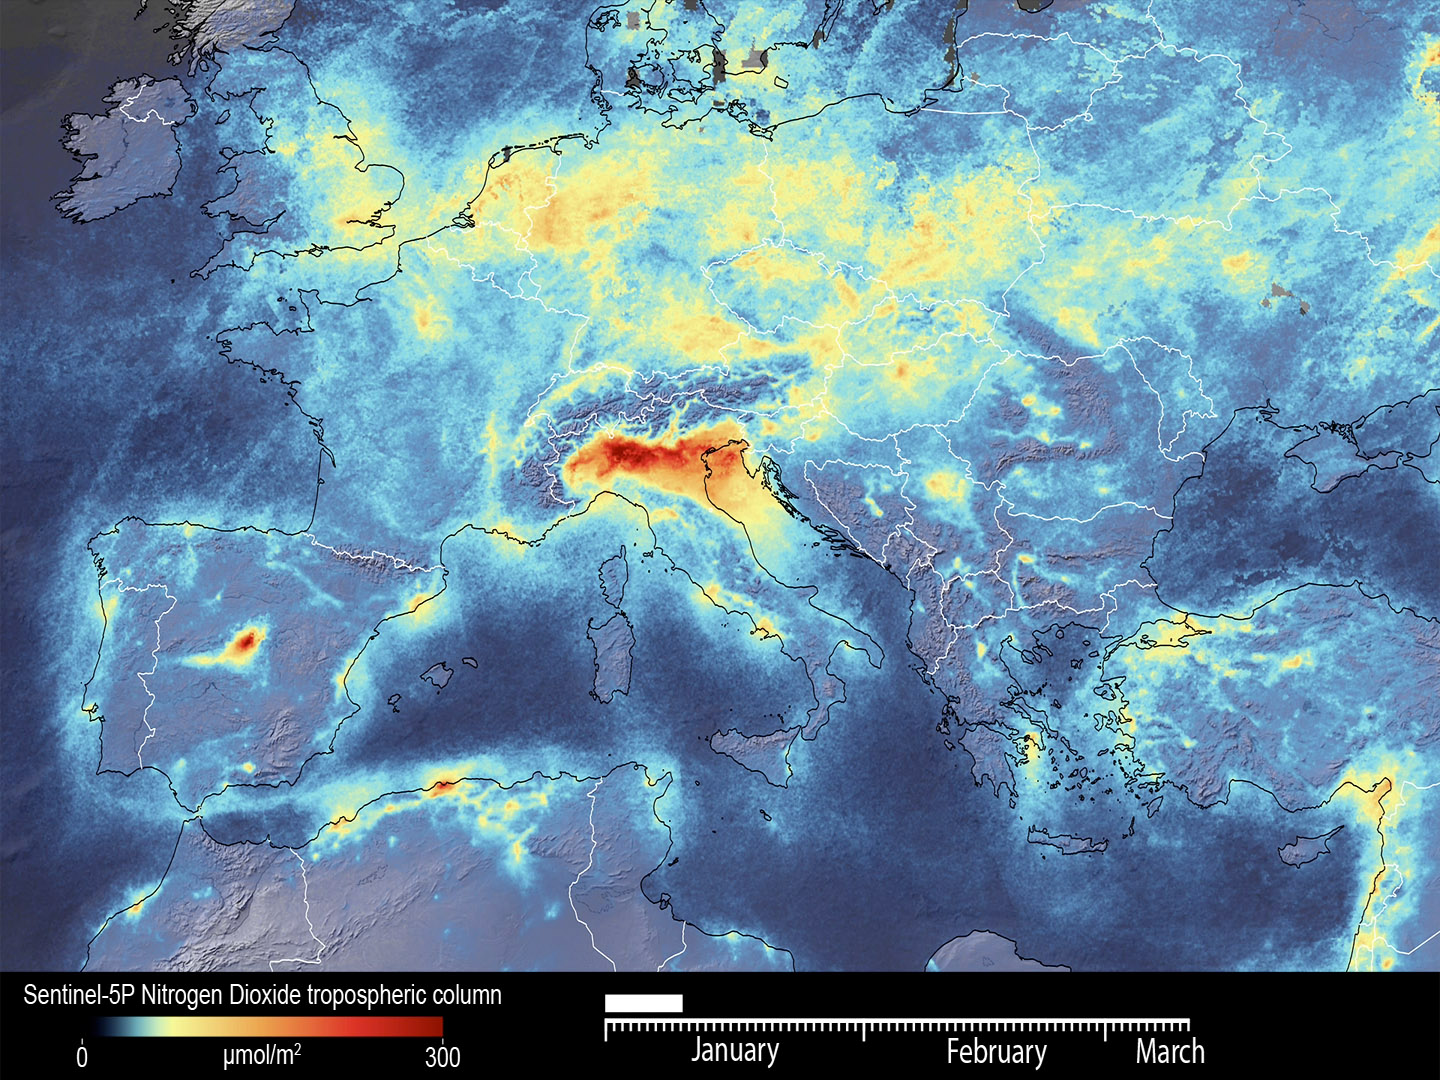 Sentinel-5P Nitrogen Dioxide tropospheric column
0 µmol/m² 300
January February March